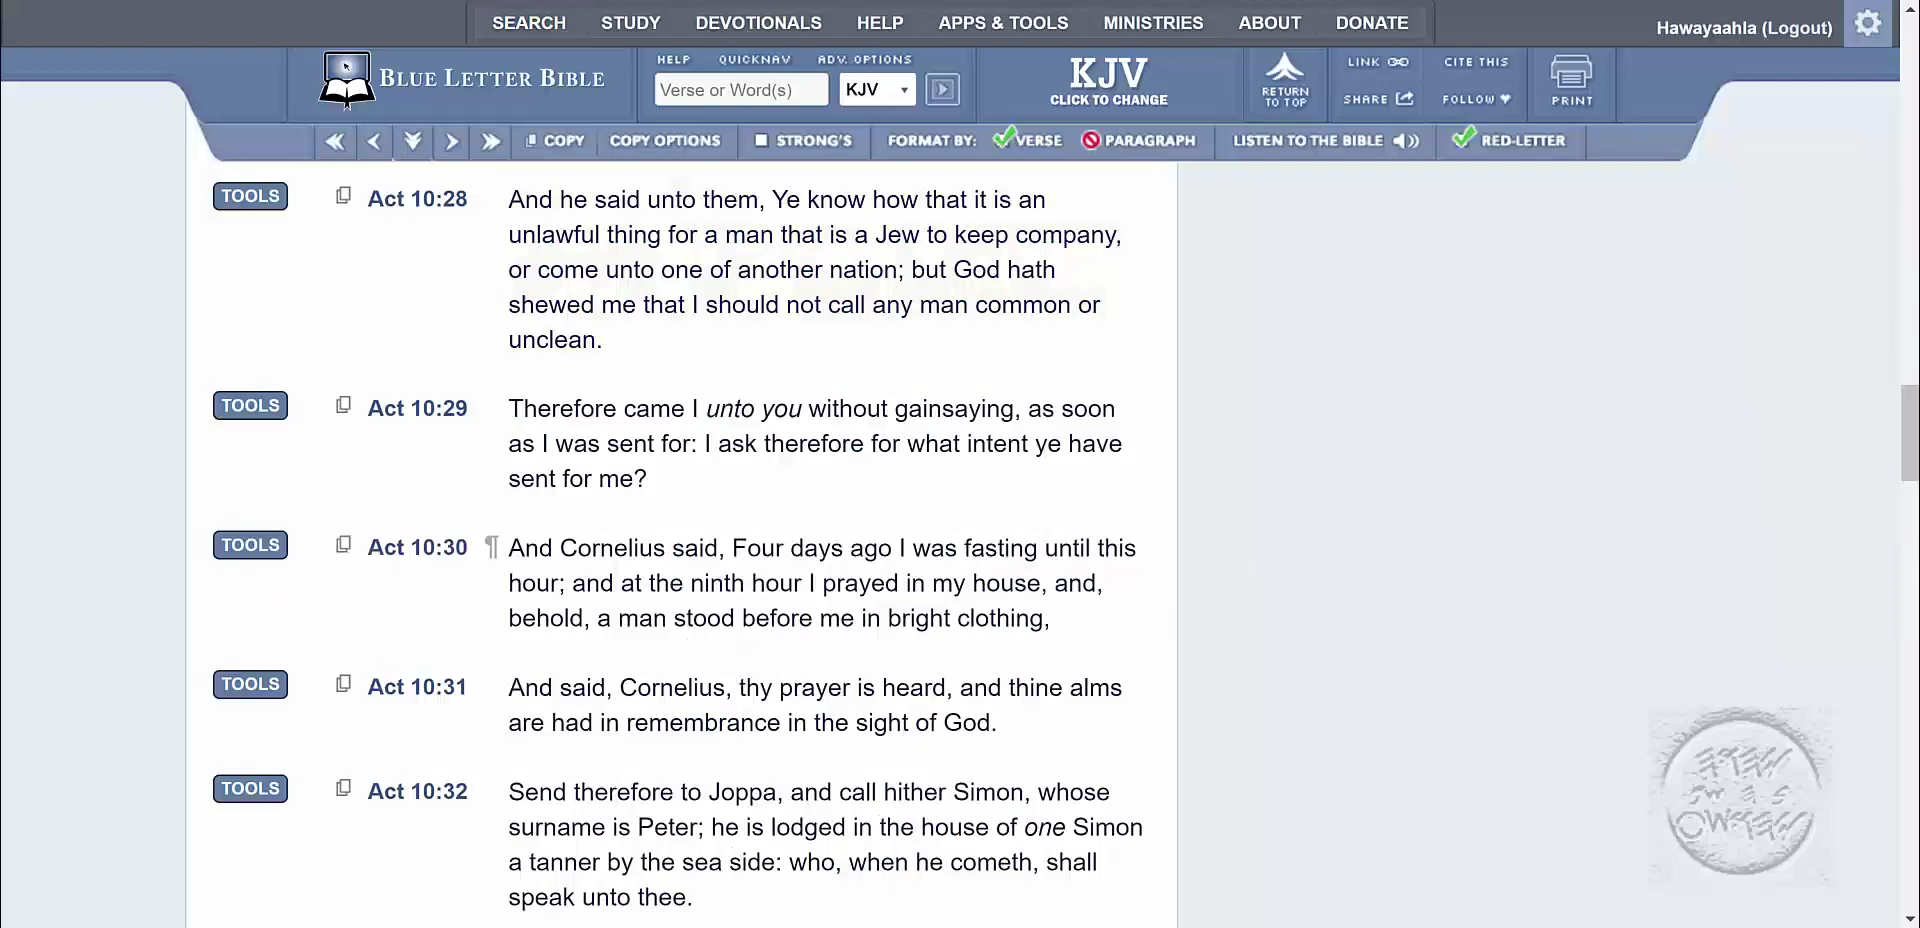 SEARCH STUDY DEVOTIONALS HELP APPS & TOOLS MINISTRIES ABOUT DONATE
Hawayaahla (Logout)
BLUE LETTER BIBLE
HELP QUICKNAV ADV. OPTIONS
Verse or Word(s) KJV
KJV
CLICK TO CHANGE
RETURN
TO TOP
LINK
SHARE
CITE THIS
FOLLOW
PRINT
COPY COPY OPTIONS STRONG'S FORMAT BY: VERSE PARAGRAPH LISTEN TO THE BIBLE RED-LETTER
TOOLS Act 10:28 And he said unto them, Ye know how that it is an
unlawful thing for a man that is a Jew to keep company,
or come unto one of another nation; but God hath
shewed me that I should not call any man common or
unclean.
TOOLS Act 10:29 Therefore came I unto you without gainsaying, as soon
as I was sent for: I ask therefore for what intent ye have
sent for me?
TOOLS Act 10:30 ¶ And Cornelius said, Four days ago I was fasting until this
hour; and at the ninth hour I prayed in my house, and,
behold, a man stood before me in bright clothing,
TOOLS Act 10:31 And said, Cornelius, thy prayer is heard, and thine alms
are had in remembrance in the sight of God.
TOOLS Act 10:32 Send therefore to Joppa, and call hither Simon, whose
surname is Peter; he is lodged in the house of one Simon
a tanner by the sea side: who, when he cometh, shall
speak unto thee.